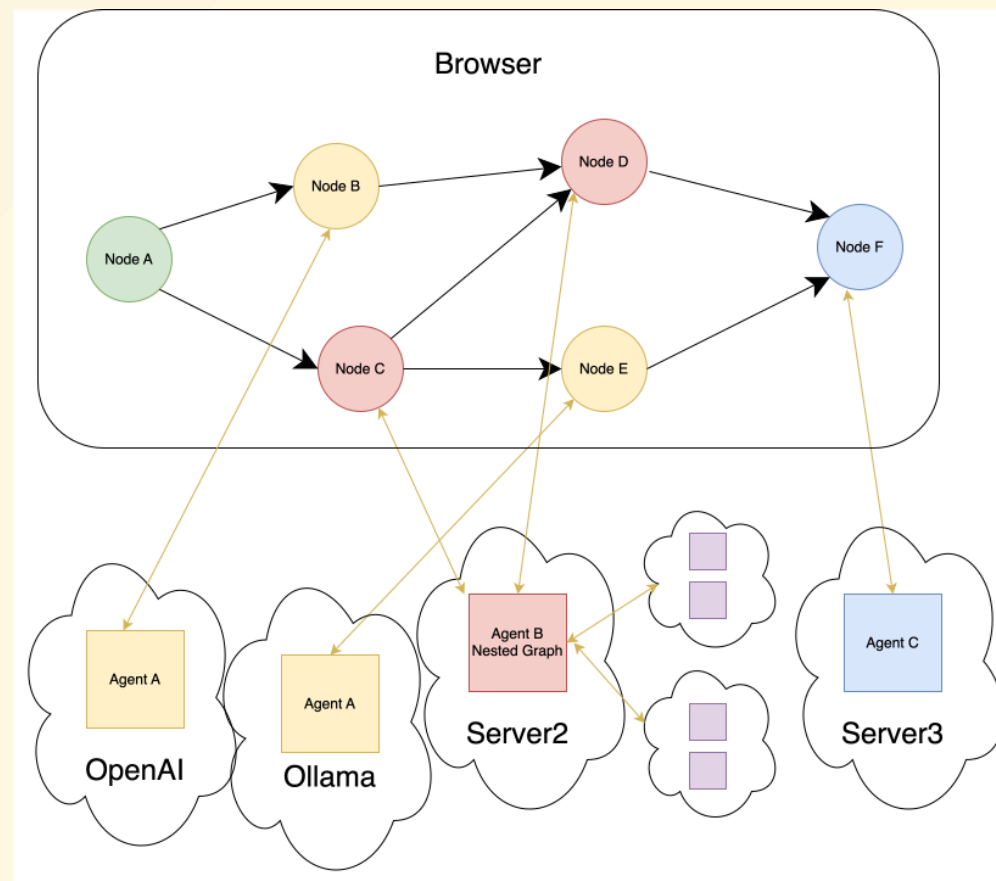 Browser
Node D
Node B
Node F
Node A
Node C
Node E
Agent B
Nested Graph
Agent C
Agent A
Agent A
Server2
Server3
OpenAI
Ollama